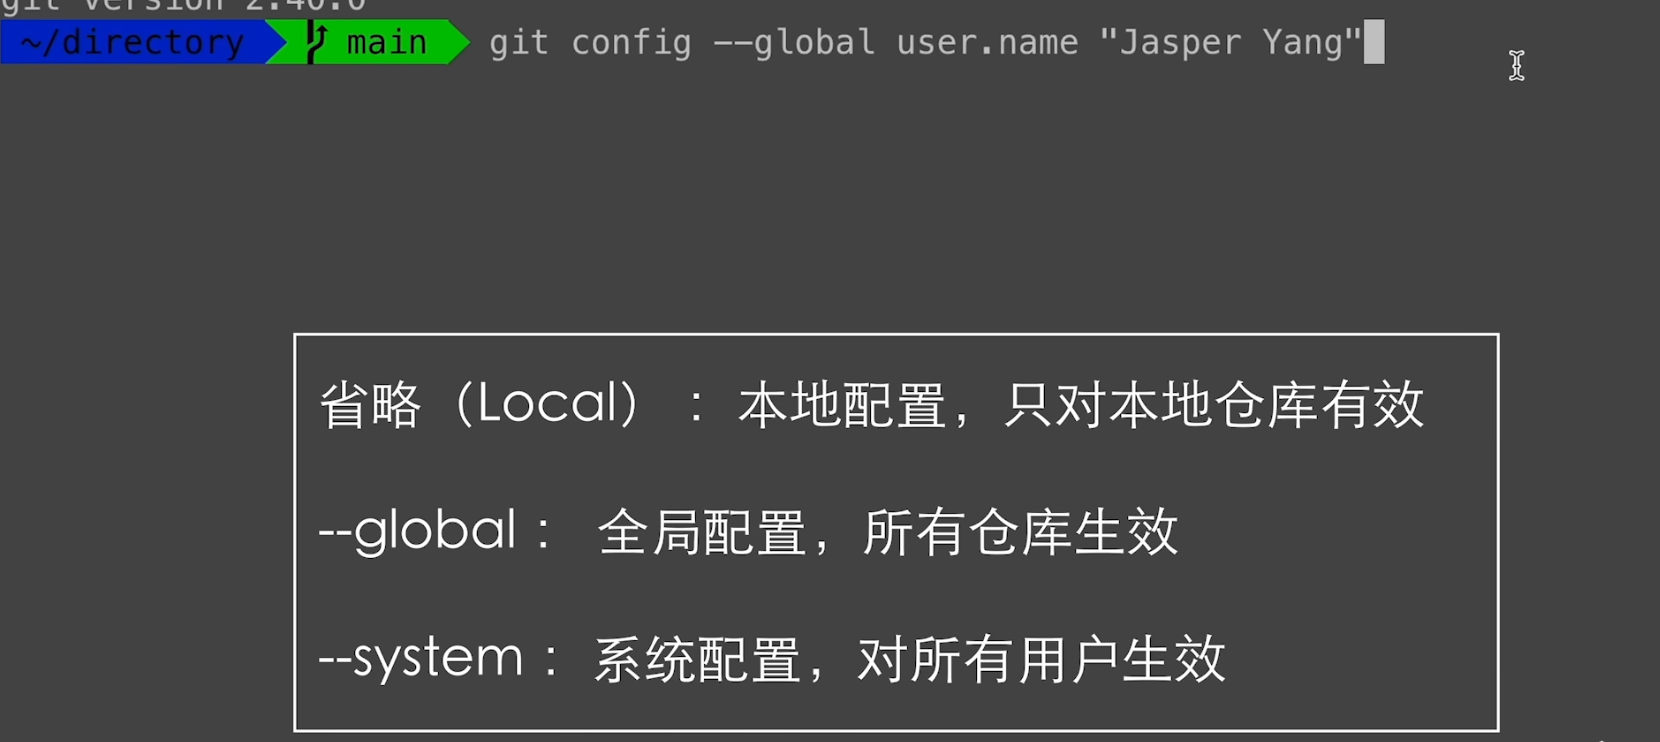 git version 2.40.0
~/directory main git config --global user.name "Jasper Yang"
省略（Local）：本地配置，只对本地仓库有效
--global： 全局配置，所有仓库生效
--system：系统配置，对所有用户生效